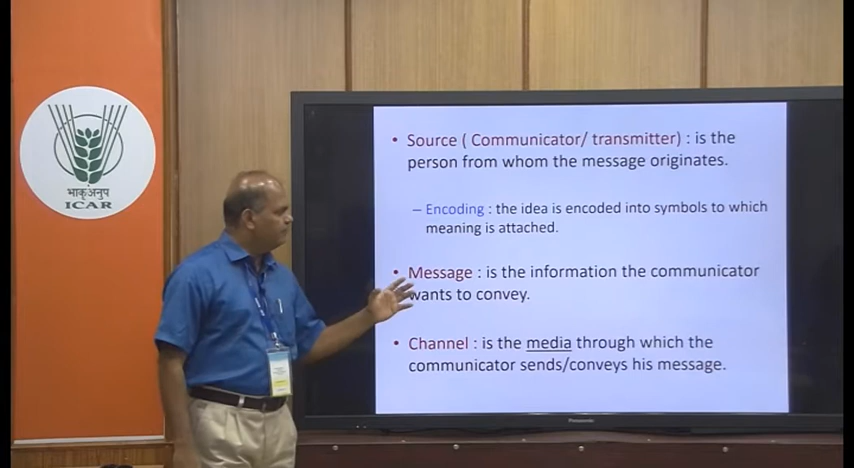 भाकृअनुप
ICAR
• Source ( Communicator/ transmitter) : is the
person from whom the message originates.
– Encoding : the idea is encoded into symbols to which
meaning is attached.
• Message : is the information the communicator
wants to convey.
• Channel : is the media through which the
communicator sends/conveys his message.
Panasonic